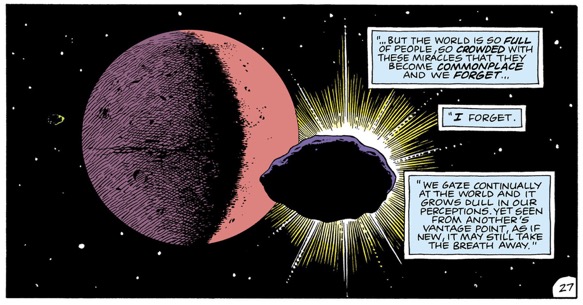 "...BUT THE WORLD IS SO FULL
OF PEOPLE, SO CROWDED WITH
THESE MIRACLES THAT THEY
BECOME COMMONPLACE
AND WE FORGET...
"I FORGET.
"WE GAZE CONTINUALLY
AT THE WORLD AND IT
GROWS DULL IN OUR
PERCEPTIONS. YET SEEN
FROM ANOTHER'S
VANTAGE POINT, AS IF
NEW, IT MAY STILL TAKE
THE BREATH AWAY."
27